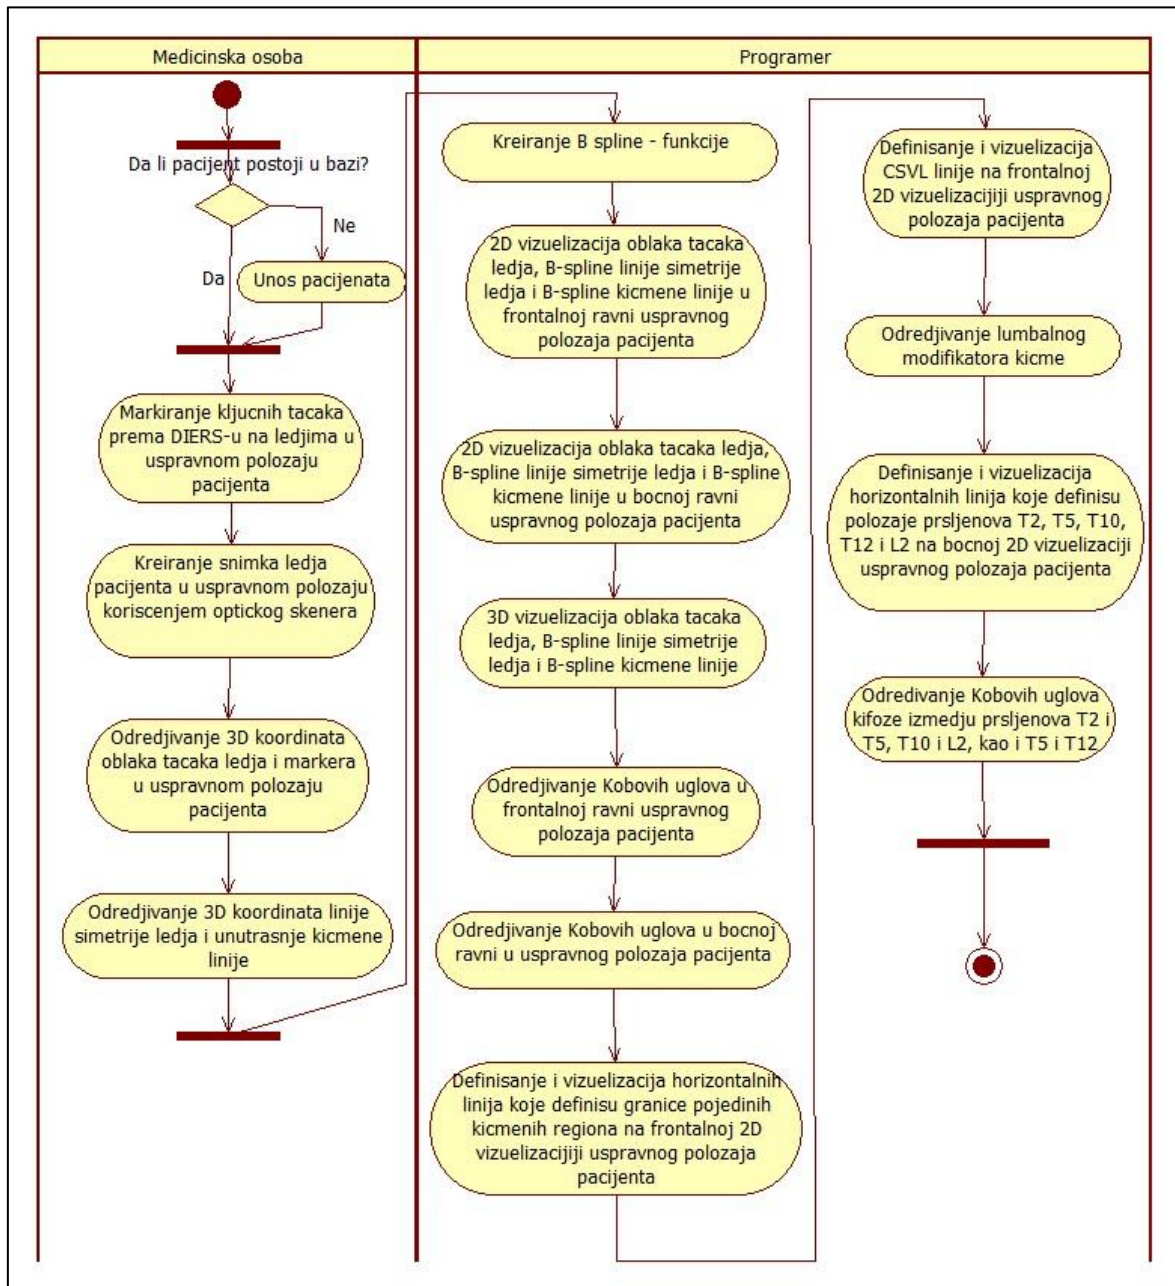 Medicinska osoba
Programer
Da li pacijent postoji u bazi?
Ne
Da
Unos pacijenata
Markiranje kljucnih tacaka
prema DIERS-u na ledjima u
uspravnom polozaju
pacijenta
Kreiranje snimka ledja
pacijenta u uspravnom polozaju
koriscenjem optickog skenera
Odredjivanje 3D koordinata
oblaka tacaka ledja i markera
u uspravnom polozaju
pacijenta
Odredjivanje 3D koordinata linije
simetrije ledja i unutrasnje kicmene
linije
Kreiranje B spline - funkcije
2D vizuelizacija oblaka tacaka
ledja, B-spline linije simetrije
ledja i B-spline kicmene linije u
frontalnoj ravni uspravnog
polozaja pacijenta
2D vizuelizacija oblaka tacaka ledja,
B-spline linije simetrije ledja i B-spline
kicmene linije u bocnoj ravni
uspravnog polozaja pacijenta
3D vizuelizacija oblaka tacaka
ledja, B-spline linije simetrije
ledja i B-spline kicmene linije
Odredjivanje Kobovih uglova u
frontalnoj ravni uspravnog
polozaja pacijenta
Odredjivanje Kobovih uglova u bocnoj
ravni u uspravnog polozaja pacijenta
Definisanje i vizuelizacija horizontalnih
linija koje definisu granice pojedinih
kicmenih regiona na frontalnoj 2D
vizuelizacijiji uspravnog polozaja
pacijenta
Definisanje i vizuelizacija
CSVL linije na frontalnoj
2D vizuelizacijiji uspravnog
polozaja pacijenta
Odredjivanje lumbalnog
modifikatora kicme
Definisanje i vizuelizacija
horizontalnih linija koje definisu
polozaje prsljenova T2, T5, T10,
T12 i L2 na bocnoj 2D vizuelizaciji
uspravnog polozaja pacijenta
Odredivanje Kobovih uglova
kifoze izmedju prsljenova T2 i
T5, T10 i L2, kao i T5 i T12